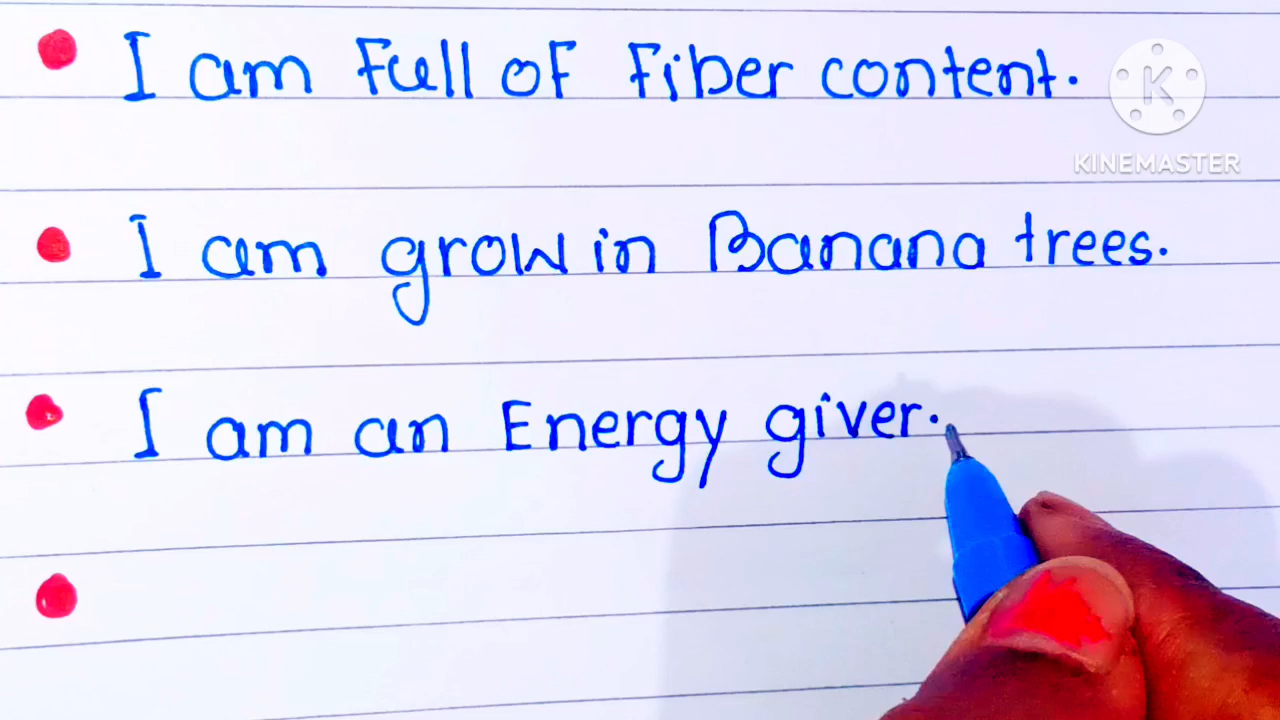 I am Full of Fiber content.
KINEMASTER
I am grow in Banana trees.
I am an Energy giver.